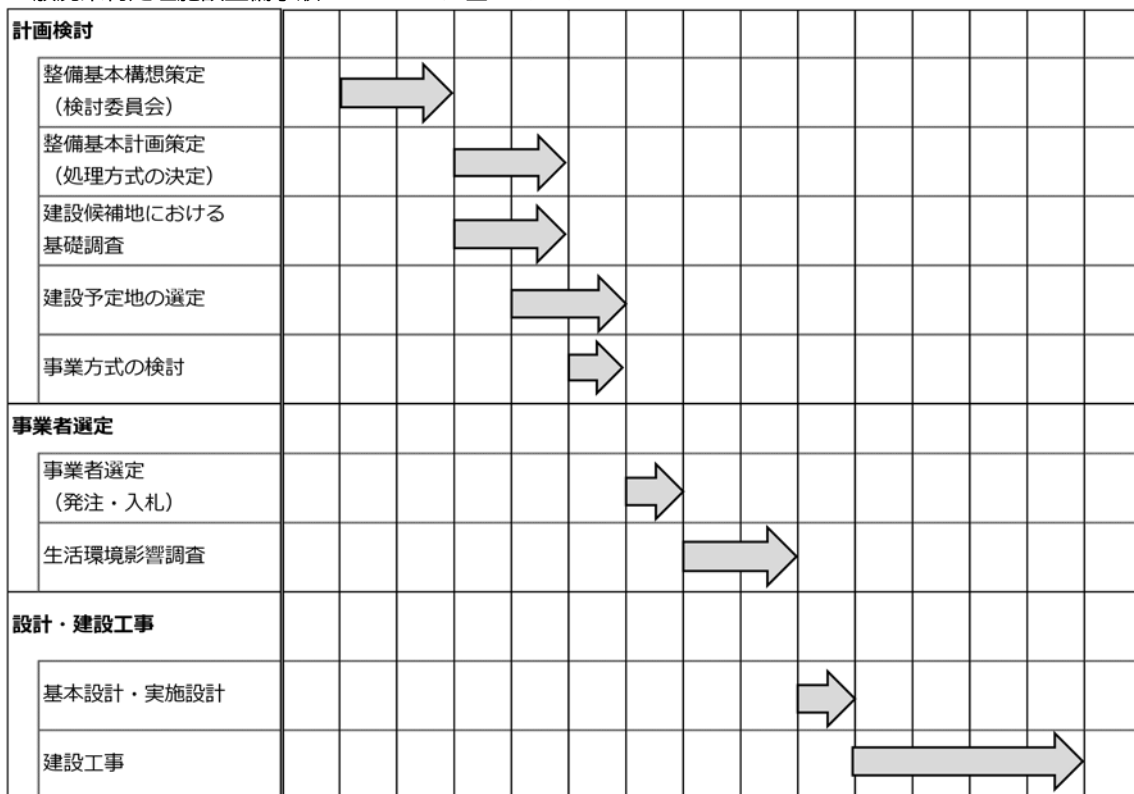 計画検討
整備基本構想策定
（検討委員会）
整備基本計画策定
（処理方式の決定）
建設候補地における
基礎調査
建設予定地の選定
事業方式の検討
事業者選定
事業者選定
（発注・入札）
生活環境影響調査
設計・建設工事
基本設計・実施設計
建設工事